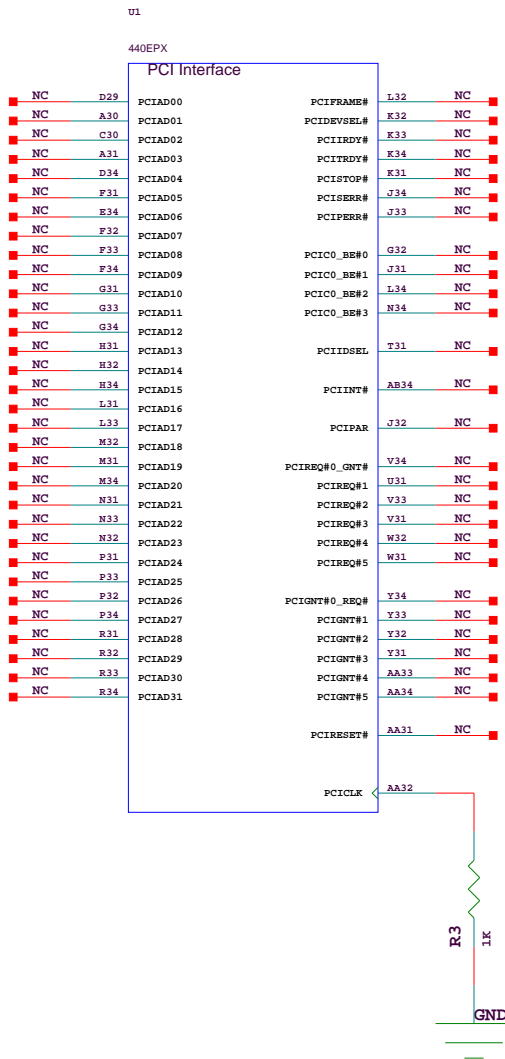 U1
440EPX
PCI Interface
NC D29 PCIAD00 PCIFRAME# L32 NC
NC A30 PCIAD01 PCIDEVSEL# K32 NC
NC C30 PCIAD02 PCIIRDY# K33 NC
NC A31 PCIAD03 PCITRDY# K34 NC
NC D34 PCIAD04 PCISTOP# K31 NC
NC F31 PCIAD05 PCISERR# J34 NC
NC E34 PCIAD06 PCIPERR# J33 NC
NC F32 PCIAD07
NC F33 PCIAD08 PCIC0_BE#0 G32 NC
NC F34 PCIAD09 PCIC0_BE#1 J31 NC
NC G31 PCIAD10 PCIC0_BE#2 L34 NC
NC G33 PCIAD11 PCIC0_BE#3 N34 NC
NC G34 PCIAD12
NC H31 PCIAD13 PCIIDSEL T31 NC
NC H32 PCIAD14
NC H34 PCIAD15 PCIINT# AB34 NC
NC L31 PCIAD16
NC L33 PCIAD17 PCIPAR J32 NC
NC M32 PCIAD18
NC M31 PCIAD19 PCIREQ#0_GNT# V34 NC
NC M34 PCIAD20 PCIREQ#1 U31 NC
NC N31 PCIAD21 PCIREQ#2 V33 NC
NC N33 PCIAD22 PCIREQ#3 V31 NC
NC N32 PCIAD23 PCIREQ#4 W32 NC
NC P31 PCIAD24 PCIREQ#5 W31 NC
NC P33 PCIAD25
NC P32 PCIAD26 PCIGNT#0_REQ# Y34 NC
NC P34 PCIAD27 PCIGNT#1 Y33 NC
NC R31 PCIAD28 PCIGNT#2 Y32 NC
NC R32 PCIAD29 PCIGNT#3 Y31 NC
NC R33 PCIAD30 PCIGNT#4 AA33 NC
NC R34 PCIAD31 PCIGNT#5 AA34 NC
PCIRESET# AA31 NC
PCICLK AA32
R3
1K
GND